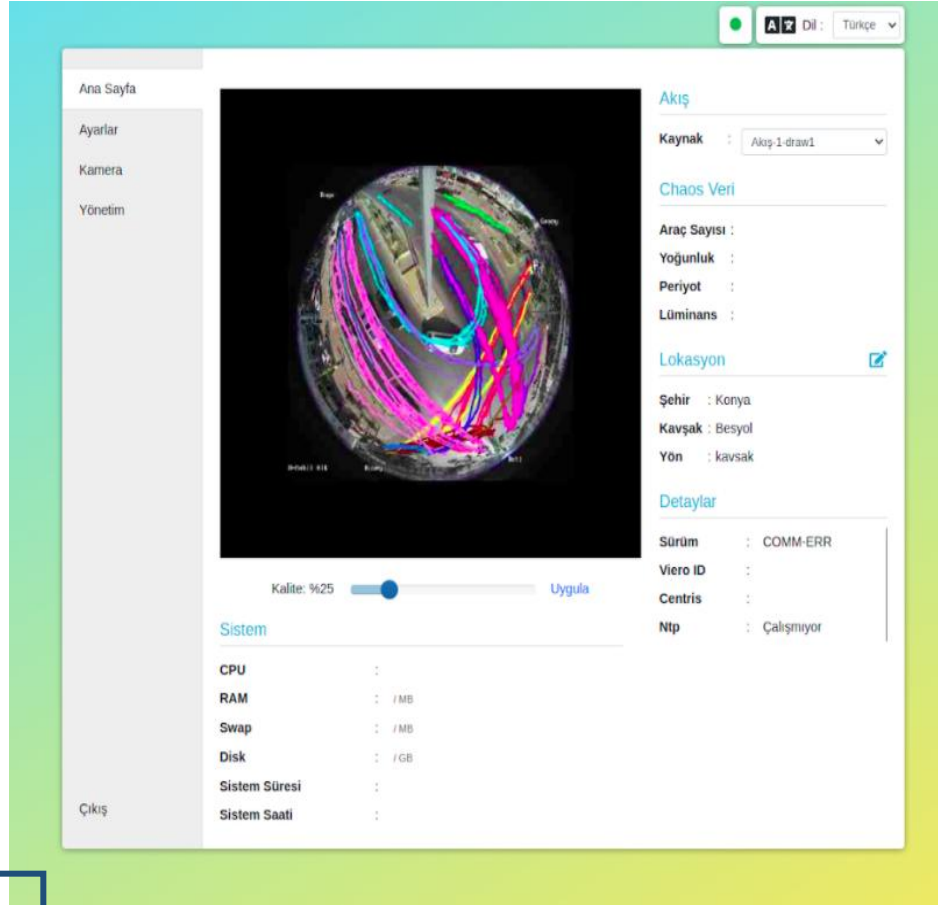 Dil : Türkçe
Ana Sayfa
Ayarlar
Kamera
Yönetim
Çıkış
Kalite: %25 Uygula
Sistem
CPU :
RAM : / MB
Swap : / MB
Disk : / GB
Sistem Süresi :
Sistem Saati :
Akış
Kaynak : Akış-1-draw1
Chaos Veri
Araç Sayısı :
Yoğunluk :
Periyot :
Lüminans :
Lokasyon
Şehir : Konya
Kavşak : Besyol
Yön : kavsak
Detaylar
Sürüm : COMM-ERR
Viero ID :
Centris :
Ntp : Çalışmıyor